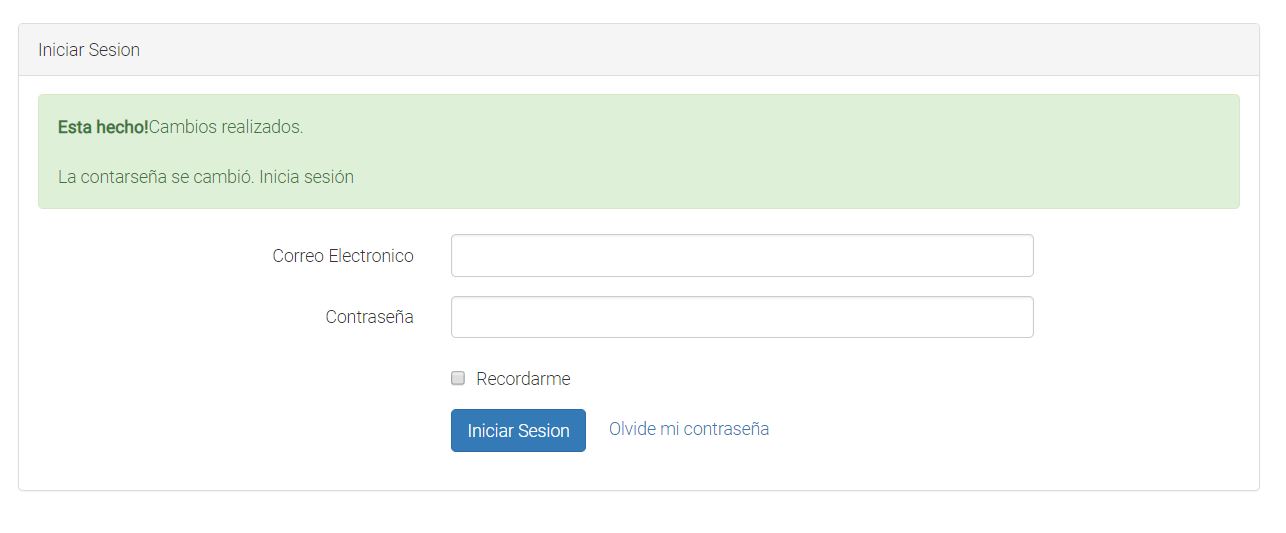 Iniciar Sesion
Esta hecho!Cambios realizados.
La contarseña se cambió. Inicia sesión
Correo Electronico
Contraseña
Recordarme
Iniciar Sesion Olvide mi contraseña